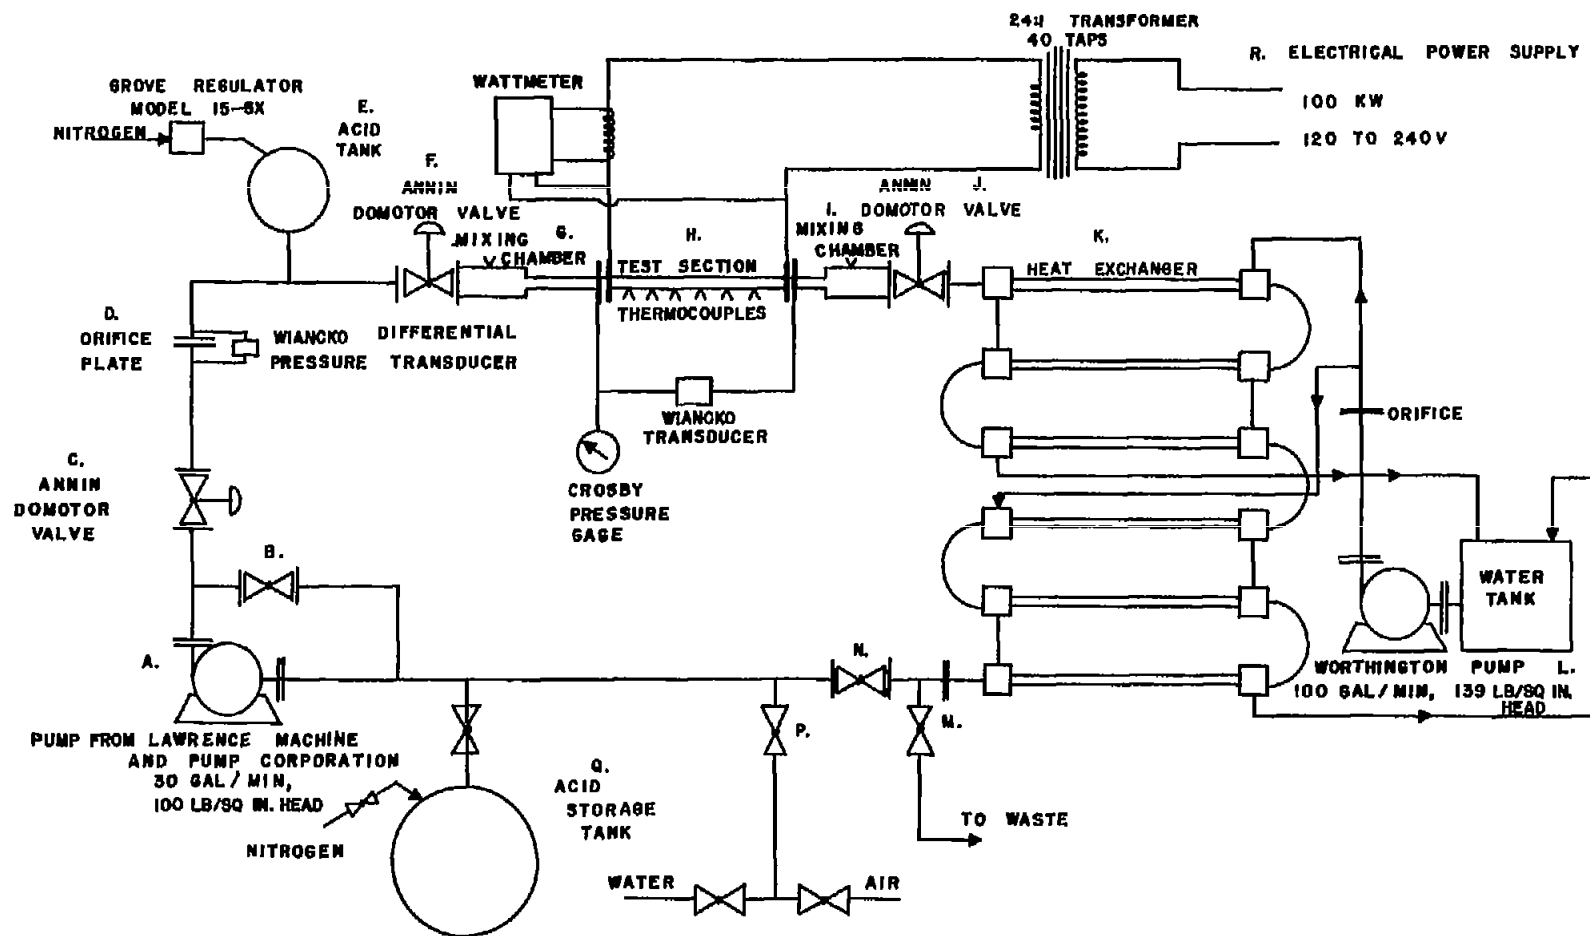 24:1 TRANSFORMER
40 TAPS
R. ELECTRICAL POWER SUPPLY
100 KW
120 TO 240V
WATTMETER
GROVE REGULATOR
MODEL 15-6X
NITROGEN
E.
ACID
TANK
F.
ANNIN
DOMOTOR VALVE
MIXING
CHAMBER
G.
H.
TEST SECTION
THERMOCOUPLES
I.
MIXING
CHAMBER
ANNIN J.
DOMOTOR VALVE
K.
HEAT EXCHANGER
D.
ORIFICE
PLATE
WIANCKO DIFFERENTIAL
PRESSURE TRANSDUCER
WIANCKO
TRANSDUCER
ORIFICE
CROSBY
PRESSURE
GAGE
C.
ANNIN
DOMOTOR
VALVE
B.
WATER
TANK
A.
N.
WORTHINGTON PUMP L.
100 GAL/MIN, 139 LB/SQ IN.
HEAD
M.
P.
PUMP FROM LAWRENCE MACHINE
AND PUMP CORPORATION
30 GAL/MIN,
100 LB/SQ IN. HEAD
NITROGEN
Q.
ACID
STORAGE
TANK
TO WASTE
WATER
AIR